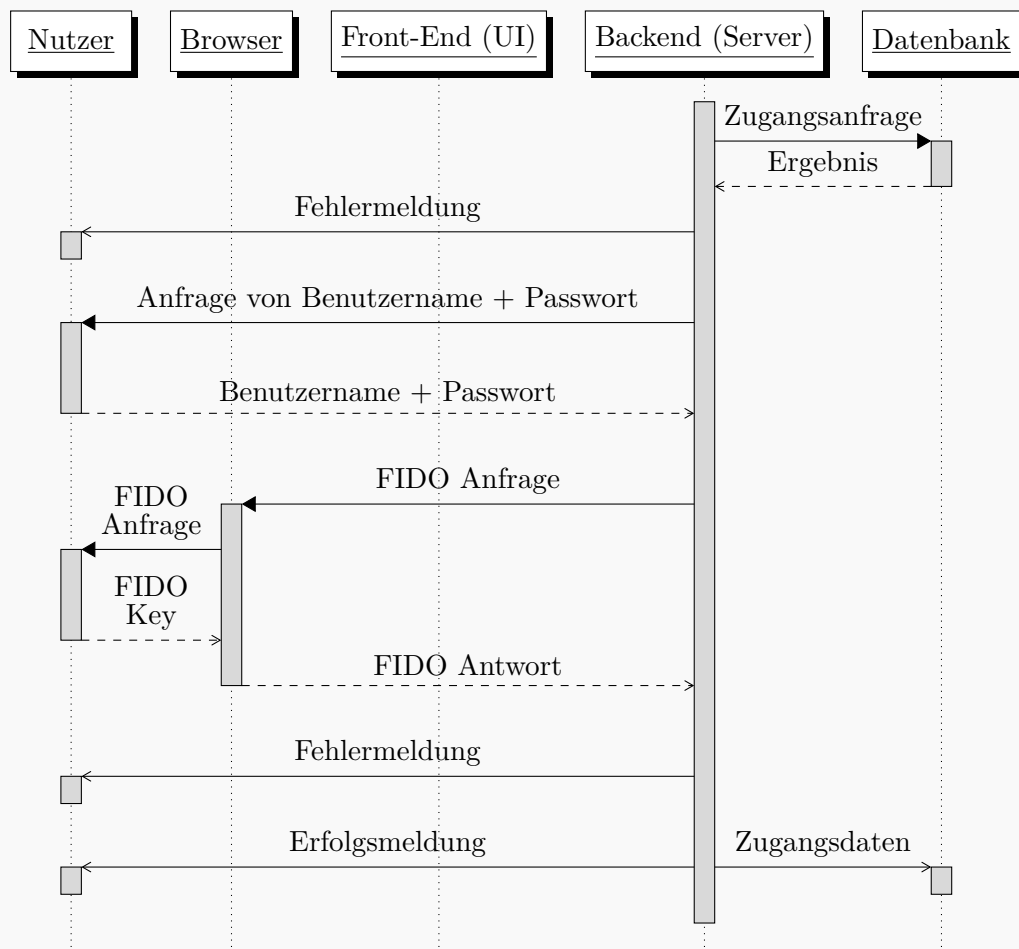 Nutzer
Browser
Front-End (UI)
Backend (Server)
Datenbank
Zugangsanfrage
Ergebnis
Fehlermeldung
Anfrage von Benutzername + Passwort
Benutzername + Passwort
FIDO Anfrage
FIDO
Anfrage
FIDO
Key
FIDO Antwort
Fehlermeldung
Erfolgsmeldung
Zugangsdaten